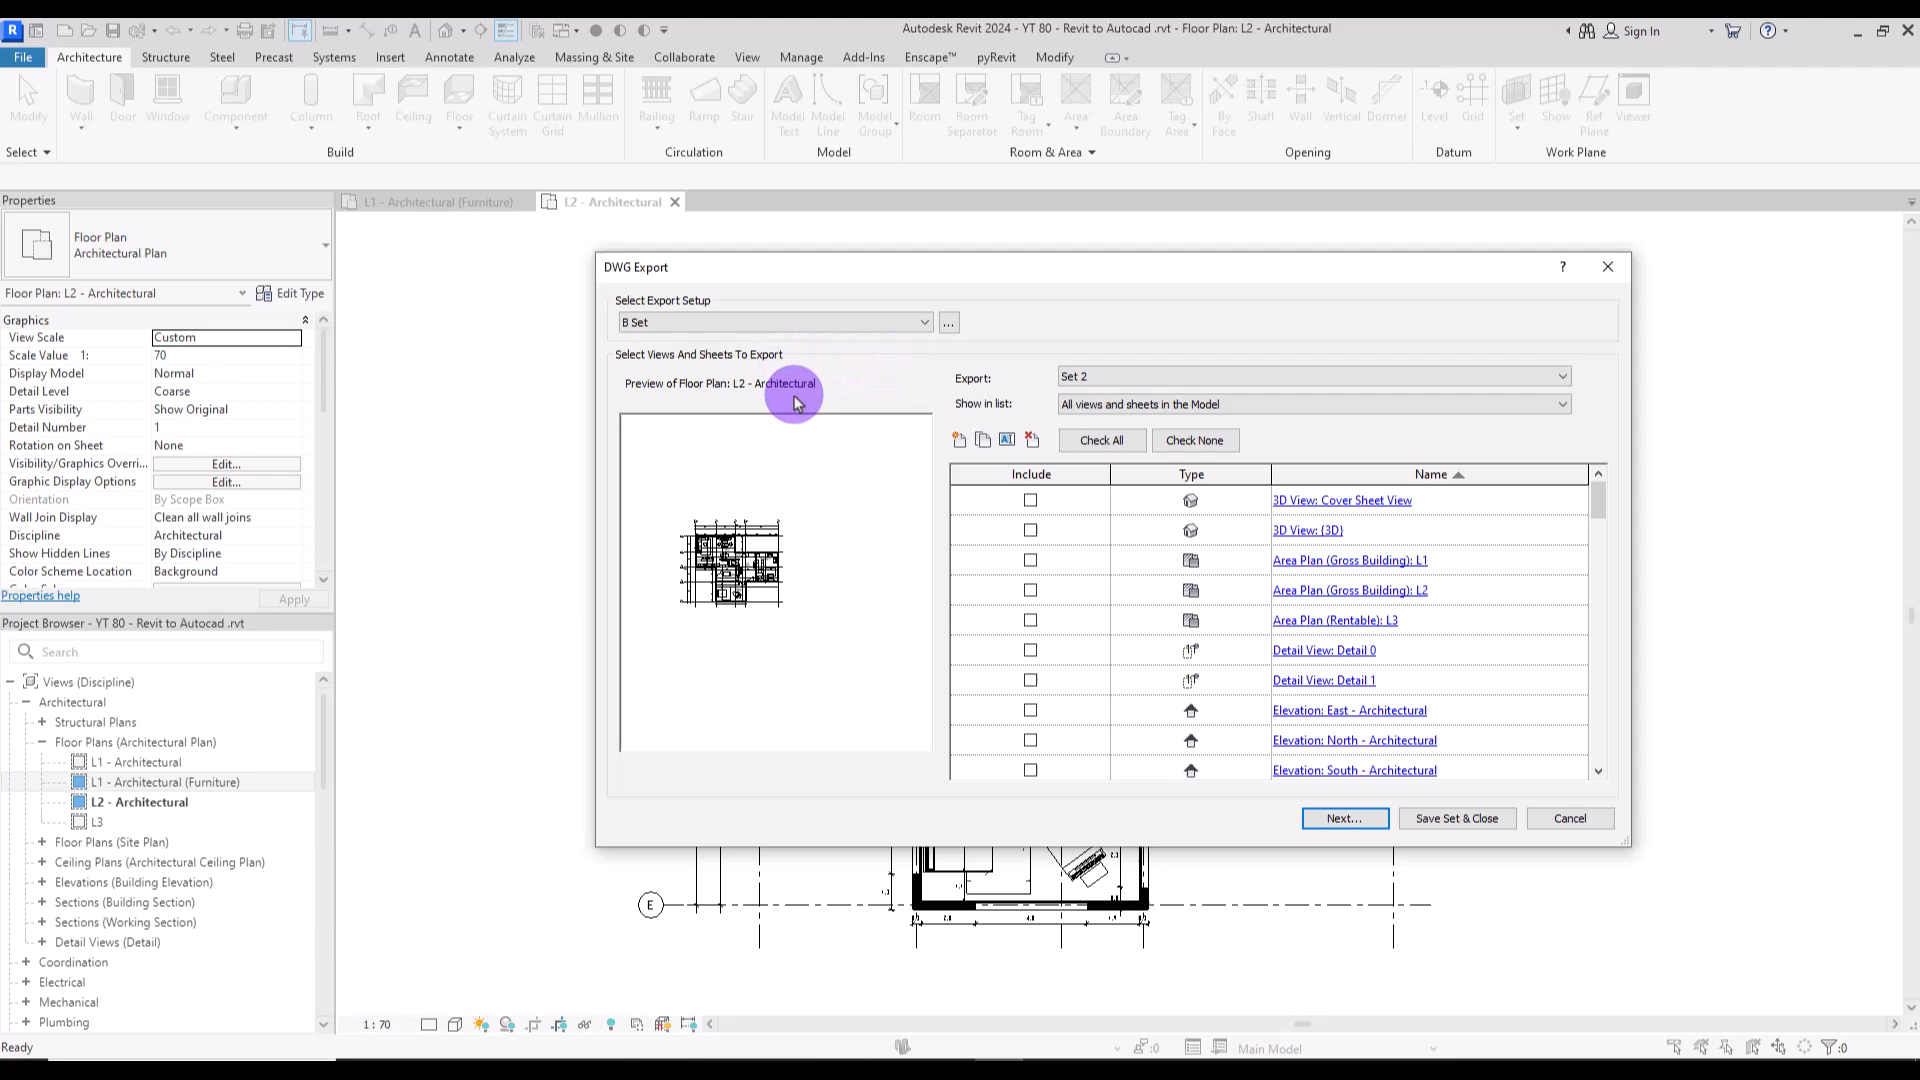 Autodesk Revit 2024 - YT 80 - Revit to Autocad .rvt - Floor Plan: L2 - Architectural
Sign In
File Architecture Structure Steel Precast Systems Insert Annotate Analyze Massing & Site Collaborate View Manage Add-Ins Enscape™ pyRevit Modify
Modify Wall Door Window Component Column Roof Ceiling Floor Curtain System Curtain Grid Mullion Railing Ramp Stair Model Text Model Line Model Group Room Room Separator Tag Room Area Area Boundary Tag Area By Face Shaft Wall Vertical Dormer Level Grid Set Show Ref Plane Viewer
Select Build Circulation Model Room & Area Opening Datum Work Plane
Properties
L1 - Architectural (Furniture)
L2 - Architectural
Floor Plan
Architectural Plan
Floor Plan: L2 - Architectural
Edit Type
Graphics
View Scale Custom
Scale Value 1: 70
Display Model Normal
Detail Level Coarse
Parts Visibility Show Original
Detail Number 1
Rotation on Sheet None
Visibility/Graphics Overri... Edit...
Graphic Display Options Edit...
Orientation By Scope Box
Wall Join Display Clean all wall joins
Discipline Architectural
Show Hidden Lines By Discipline
Color Scheme Location Background
Properties help Apply
Project Browser - YT 80 - Revit to Autocad .rvt
Search
Views (Discipline)
Architectural
Structural Plans
Floor Plans (Architectural Plan)
L1 - Architectural
L1 - Architectural (Furniture)
L2 - Architectural
L3
Floor Plans (Site Plan)
Ceiling Plans (Architectural Ceiling Plan)
Elevations (Building Elevation)
Sections (Building Section)
Sections (Working Section)
Detail Views (Detail)
Coordination
Electrical
Mechanical
Plumbing
DWG Export
Select Export Setup
B Set
...
Select Views And Sheets To Export
Preview of Floor Plan: L2 - Architectural
Export: Set 2
Show in list: All views and sheets in the Model
Check All Check None
Include Type Name
3D View: Cover Sheet View
3D View: {3D}
Area Plan (Gross Building): L1
Area Plan (Gross Building): L2
Area Plan (Rentable): L3
Detail View: Detail 0
Detail View: Detail 1
Elevation: East - Architectural
Elevation: North - Architectural
Elevation: South - Architectural
Next... Save Set & Close Cancel
E
1 : 70
Ready
:0
Main Model
:0